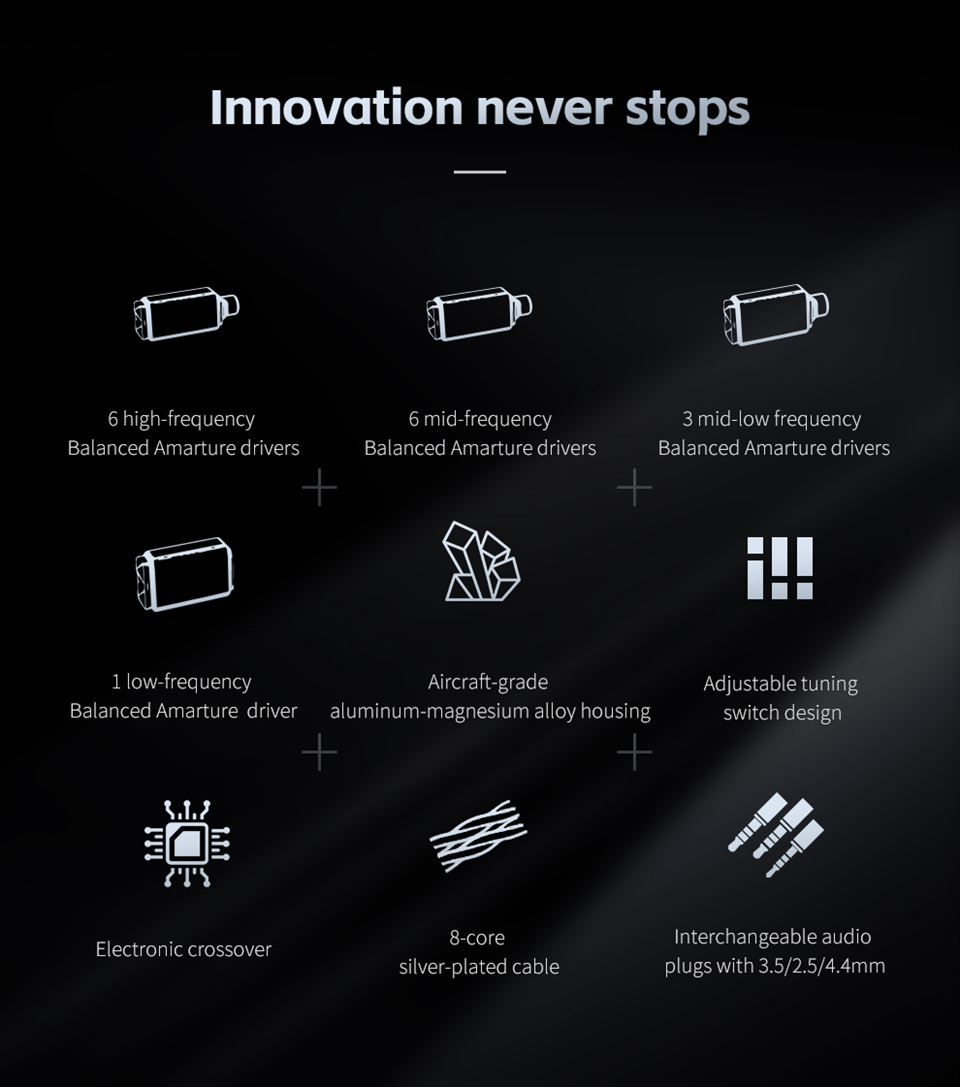 Innovation never stops
6 high-frequency
Balanced Amarture drivers
6 mid-frequency
Balanced Amarture drivers
3 mid-low frequency
Balanced Amarture drivers
1 low-frequency
Balanced Amarture driver
Aircraft-grade
aluminum-magnesium alloy housing
Adjustable tuning
switch design
Electronic crossover
8-core
silver-plated cable
Interchangeable audio
plugs with 3.5/2.5/4.4mm